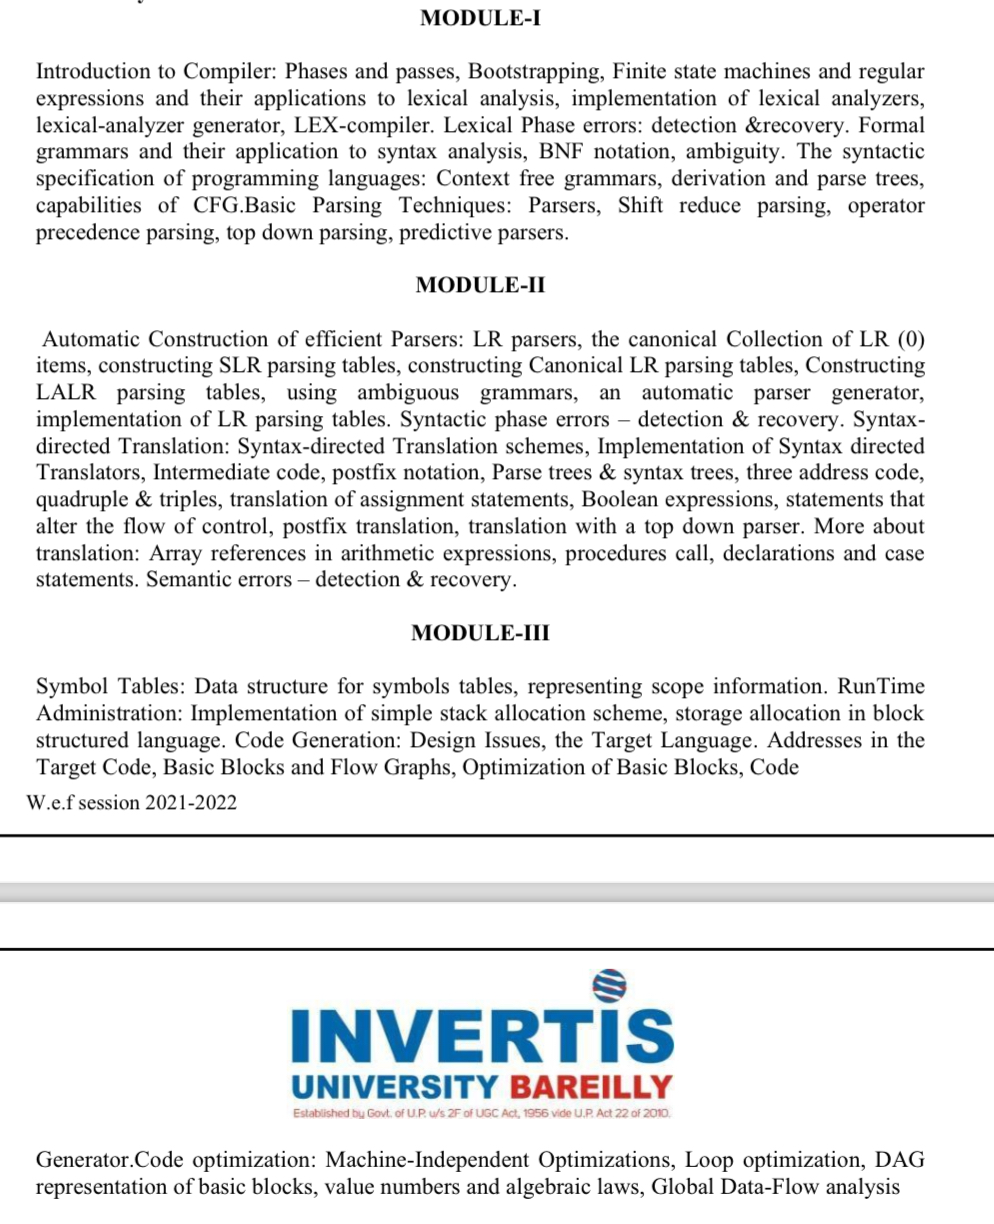 MODULE-I
Introduction to Compiler: Phases and passes, Bootstrapping, Finite state machines and regular
expressions and their applications to lexical analysis, implementation of lexical analyzers,
lexical-analyzer generator, LEX-compiler. Lexical Phase errors: detection &recovery. Formal
grammars and their application to syntax analysis, BNF notation, ambiguity. The syntactic
specification of programming languages: Context free grammars, derivation and parse trees,
capabilities of CFG.Basic Parsing Techniques: Parsers, Shift reduce parsing, operator
precedence parsing, top down parsing, predictive parsers.
MODULE-II
Automatic Construction of efficient Parsers: LR parsers, the canonical Collection of LR (0)
items, constructing SLR parsing tables, constructing Canonical LR parsing tables, Constructing
LALR parsing tables, using ambiguous grammars, an automatic parser generator,
implementation of LR parsing tables. Syntactic phase errors – detection & recovery. Syntax-
directed Translation: Syntax-directed Translation schemes, Implementation of Syntax directed
Translators, Intermediate code, postfix notation, Parse trees & syntax trees, three address code,
quadruple & triples, translation of assignment statements, Boolean expressions, statements that
alter the flow of control, postfix translation, translation with a top down parser. More about
translation: Array references in arithmetic expressions, procedures call, declarations and case
statements. Semantic errors – detection & recovery.
MODULE-III
Symbol Tables: Data structure for symbols tables, representing scope information. RunTime
Administration: Implementation of simple stack allocation scheme, storage allocation in block
structured language. Code Generation: Design Issues, the Target Language. Addresses in the
Target Code, Basic Blocks and Flow Graphs, Optimization of Basic Blocks, Code
W.e.f session 2021-2022
INVERTIS
UNIVERSITY BAREILLY
Established by Govt. of U.P. u/s 2F of UGC Act, 1956 vide U.P. Act 22 of 2010.
Generator.Code optimization: Machine-Independent Optimizations, Loop optimization, DAG
representation of basic blocks, value numbers and algebraic laws, Global Data-Flow analysis